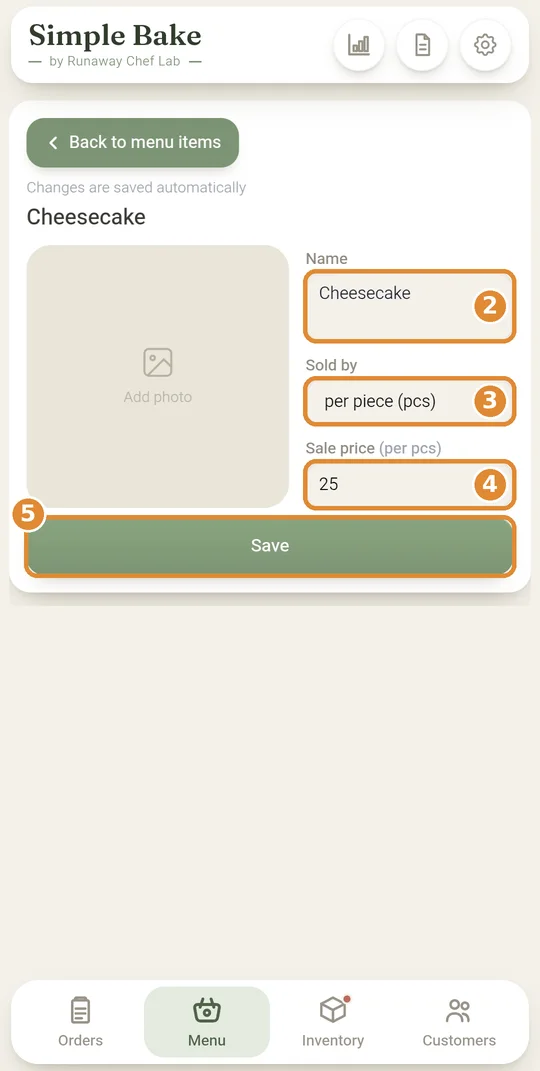 Simple Bake
— by Runaway Chef Lab —
Back to menu items
Changes are saved automatically
Cheesecake
Add photo
Name
Cheesecake
2
Sold by
per piece (pcs)
3
Sale price (per pcs)
25
4
5
Save
Orders
Menu
Inventory
Customers